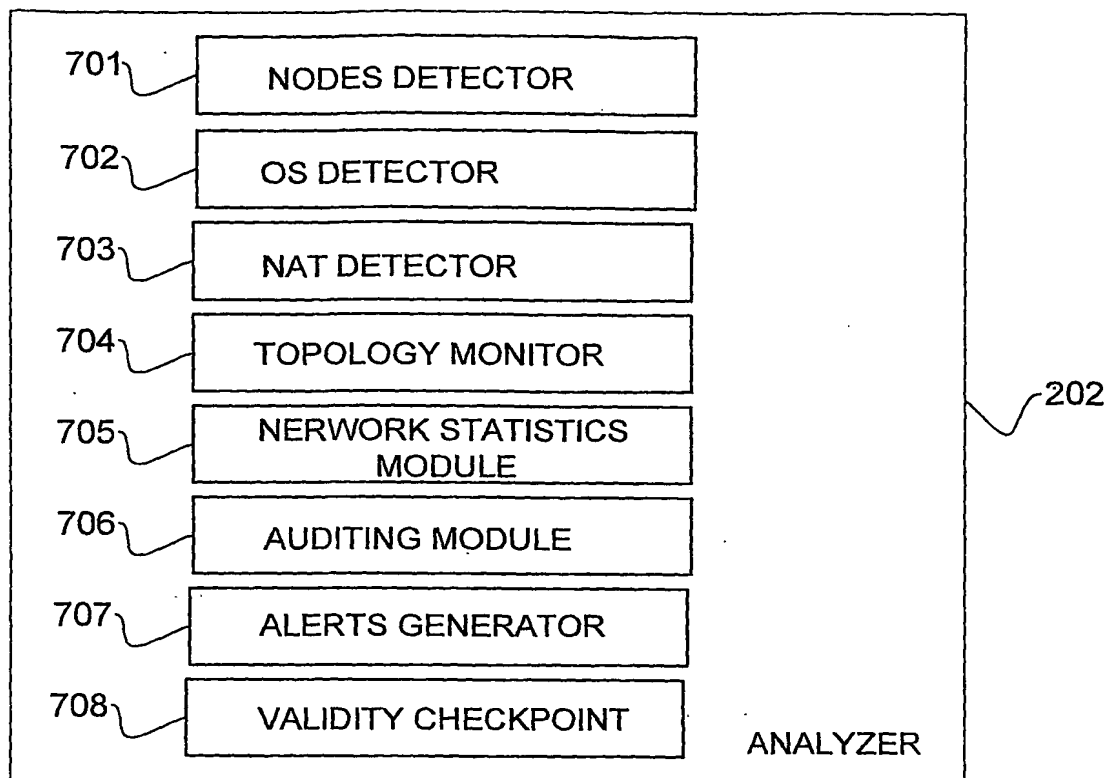 701 NODES DETECTOR
702 OS DETECTOR
703 NAT DETECTOR
704 TOPOLOGY MONITOR
202
705 NERWORK STATISTICS
MODULE
706 AUDITING MODULE
707 ALERTS GENERATOR
708 VALIDITY CHECKPOINT
ANALYZER